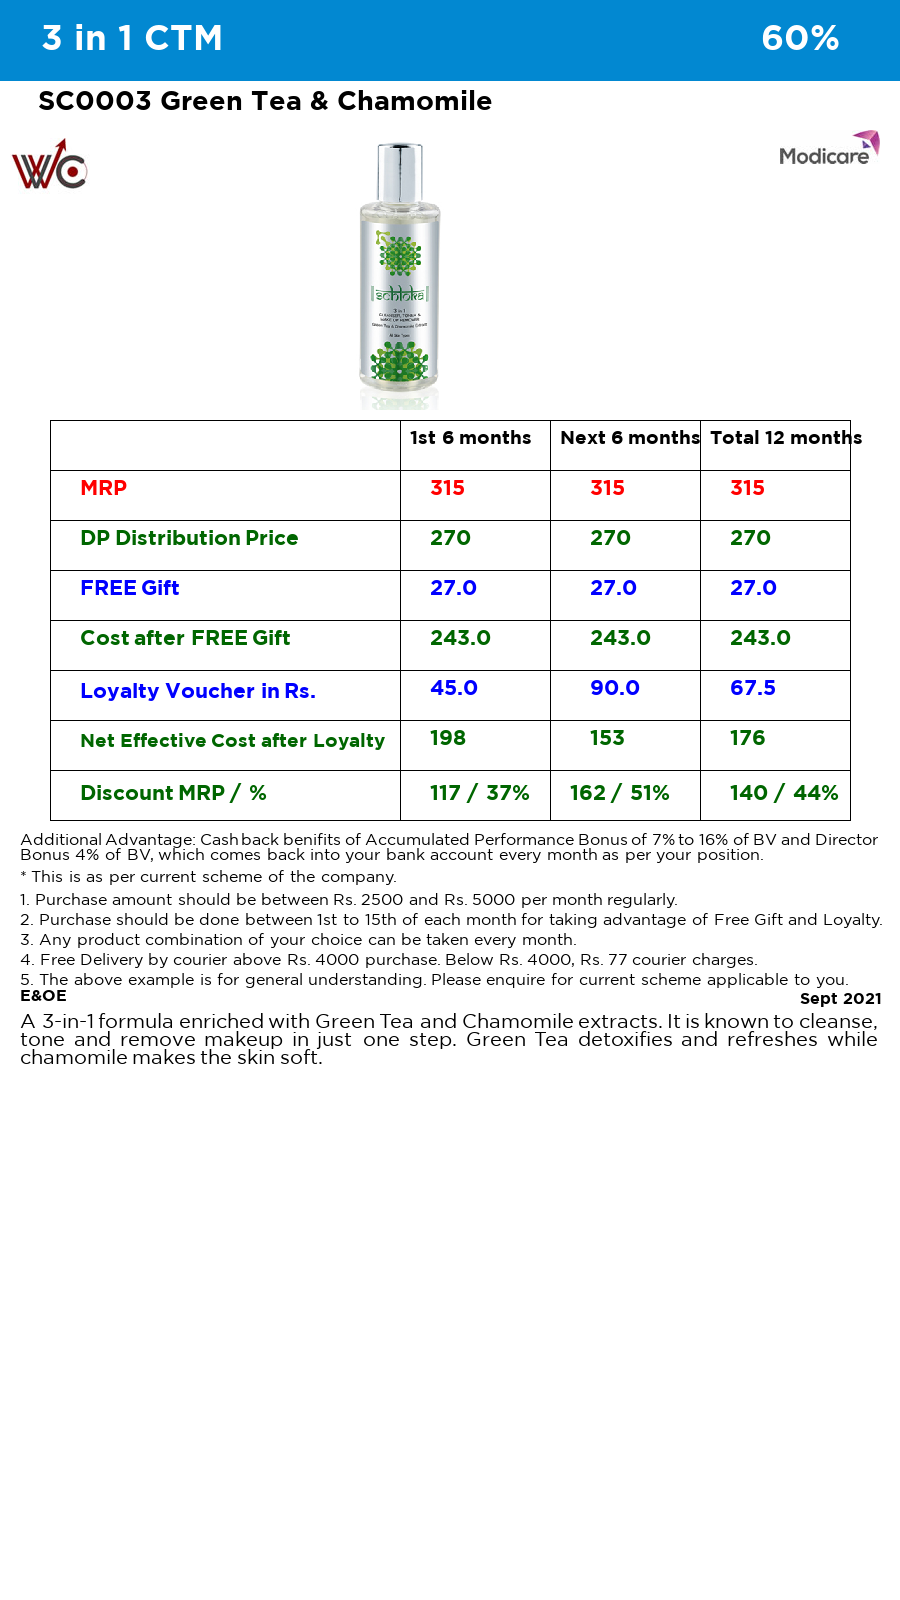 3 in 1 CTM 60%
SC0003 Green Tea & Chamomile
WC
Modicare
schloka
3 in 1
CLEANSER, TONER &
MAKE UP REMOVER
Green Tea & Chamomile Extract
All Skin Types
1st 6 months Next 6 months Total 12 months
MRP 315 315 315
DP Distribution Price 270 270 270
FREE Gift 27.0 27.0 27.0
Cost after FREE Gift 243.0 243.0 243.0
Loyalty Voucher in Rs. 45.0 90.0 67.5
Net Effective Cost after Loyalty 198 153 176
Discount MRP / % 117 / 37% 162 / 51% 140 / 44%
Additional Advantage: Cashback benifits of Accumulated Performance Bonus of 7% to 16% of BV and Director
Bonus 4% of BV, which comes back into your bank account every month as per your position.
* This is as per current scheme of the company.
1. Purchase amount should be between Rs. 2500 and Rs. 5000 per month regularly.
2. Purchase should be done between 1st to 15th of each month for taking advantage of Free Gift and Loyalty.
3. Any product combination of your choice can be taken every month.
4. Free Delivery by courier above Rs. 4000 purchase. Below Rs. 4000, Rs. 77 courier charges.
5. The above example is for general understanding. Please enquire for current scheme applicable to you.
E&OE Sept 2021
A 3-in-1 formula enriched with Green Tea and Chamomile extracts. It is known to cleanse,
tone and remove makeup in just one step. Green Tea detoxifies and refreshes while
chamomile makes the skin soft.